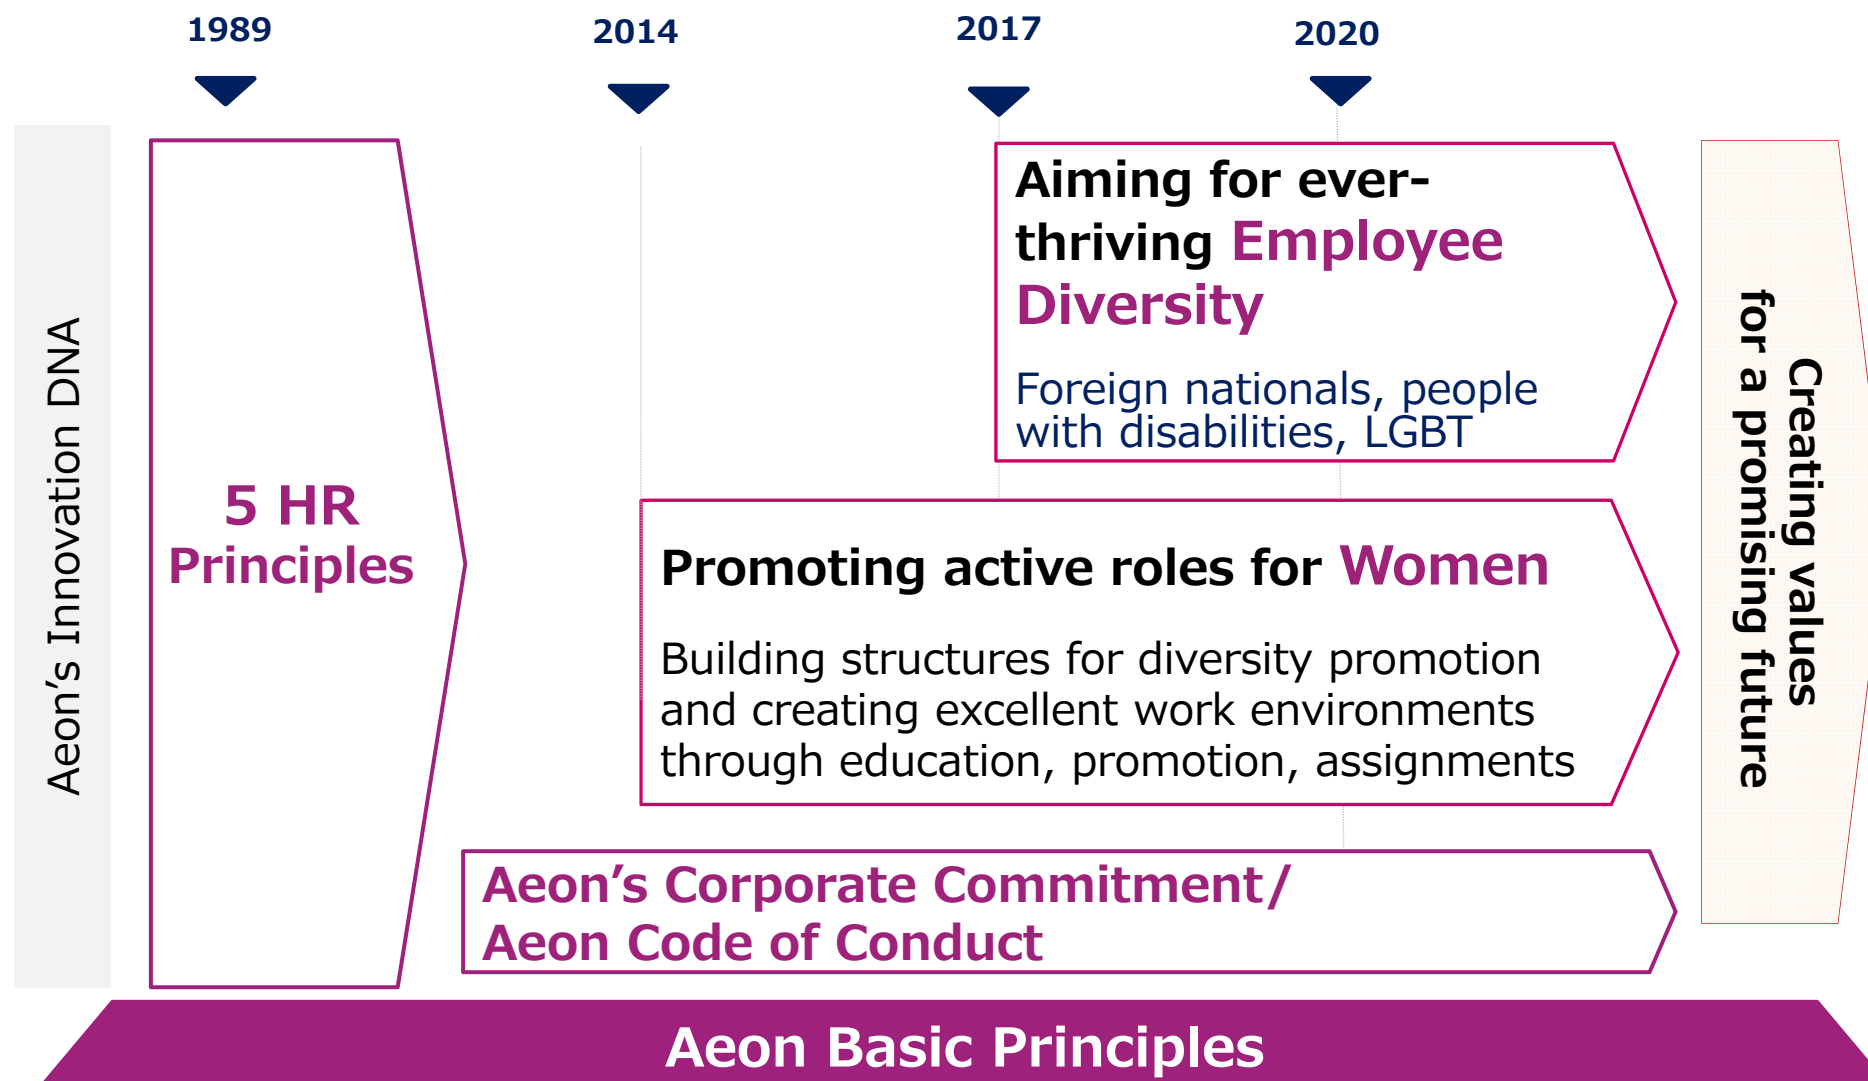 1989
2014
2017
2020
Aeon’s Innovation DNA
5 HR
Principles
Aiming for ever-
thriving Employee
Diversity
Foreign nationals, people
with disabilities, LGBT
Promoting active roles for Women
Building structures for diversity promotion
and creating excellent work environments
through education, promotion, assignments
Aeon’s Corporate Commitment/
Aeon Code of Conduct
Creating values
for a promising future
Aeon Basic Principles